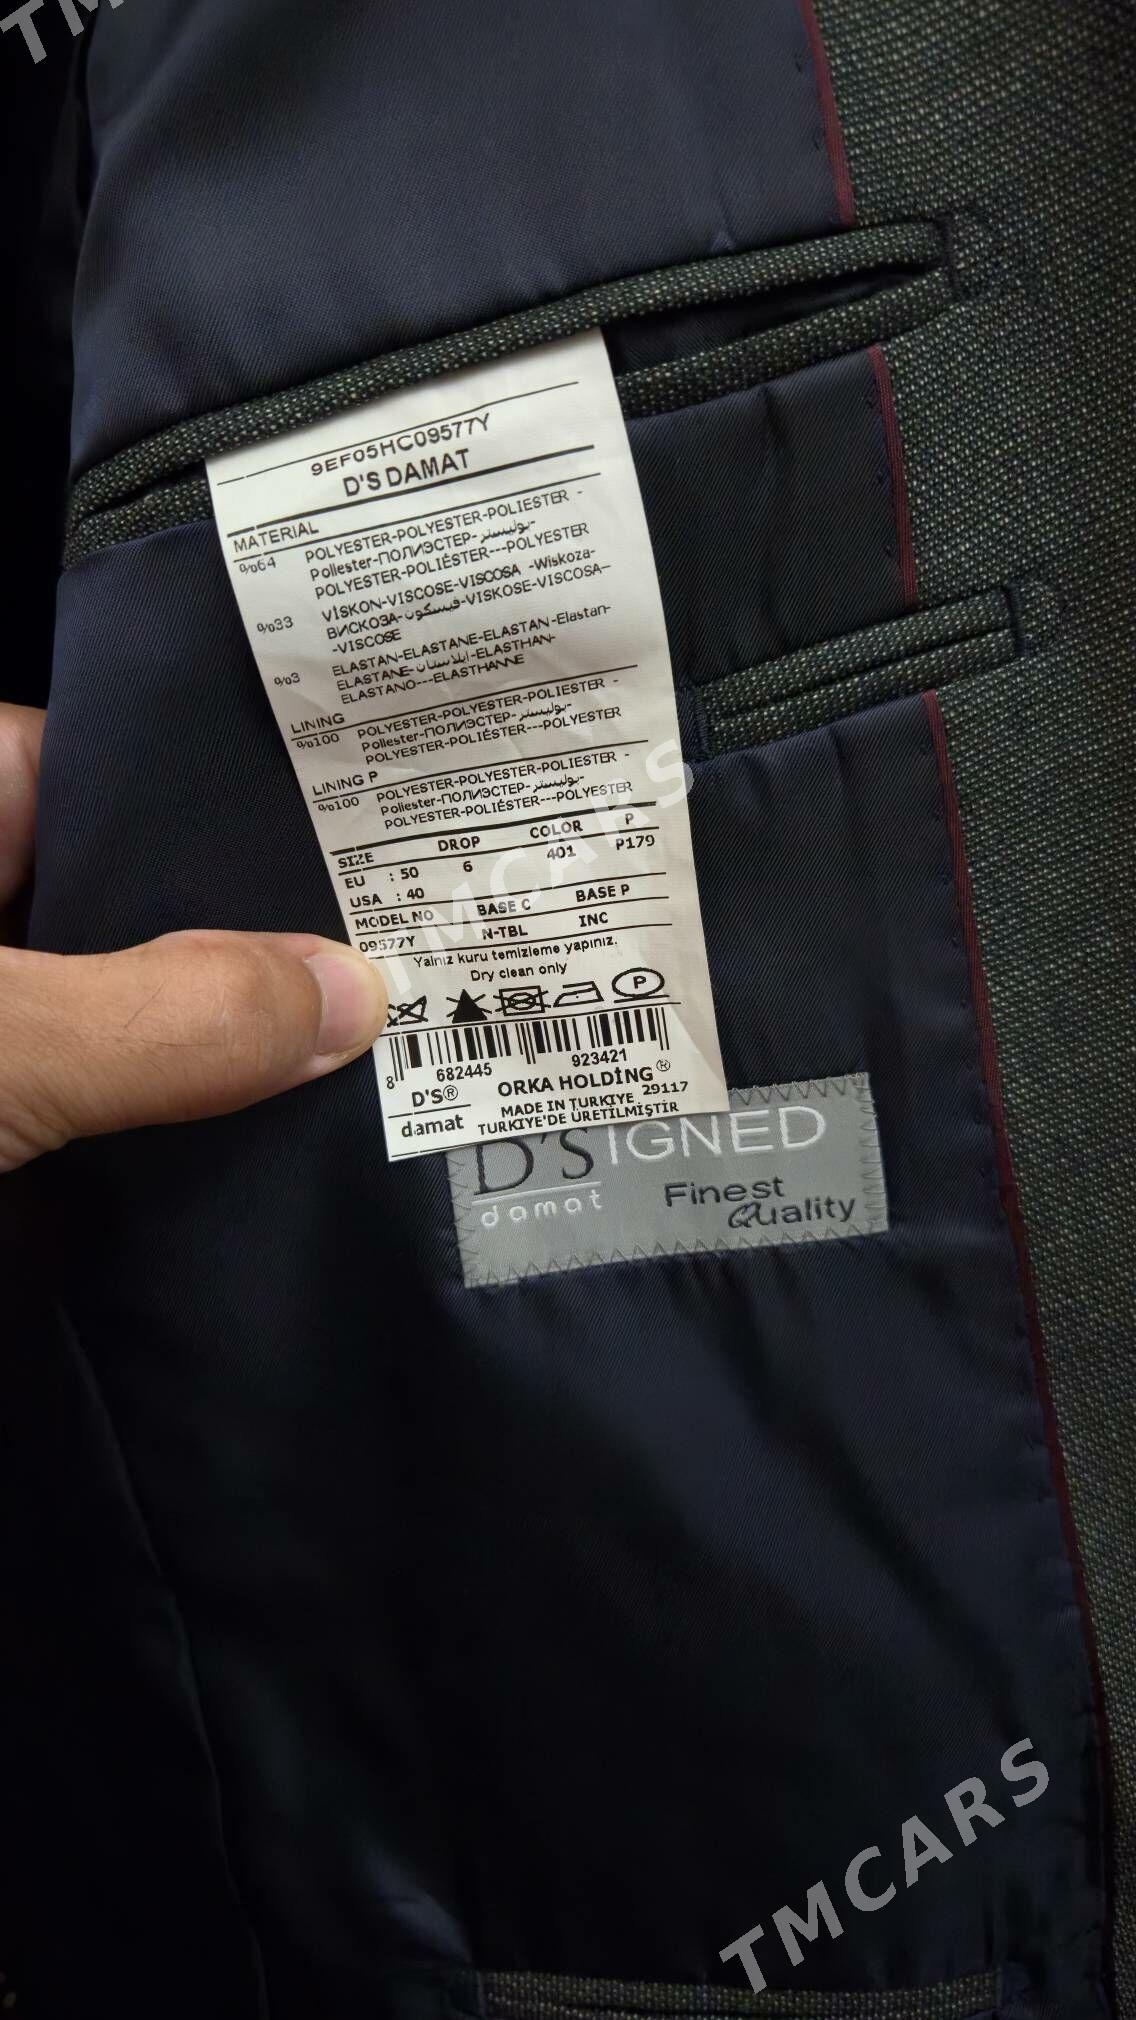 9EF05HC09577Y
D'S DAMAT
MATERIAL
%64 POLYESTER-POLYESTER-POLIESTER -
Poliester-ПОЛИЭСТЕР-بوليستر-
POLYESTER-POLIÉSTER---POLYESTER
%33 VİSKON-VISCOSE-VISCOSA -Wiskoza-
ВИСКОЗА-فيسكون-VISKOSE-VISCOSA-
-VISCOSE
%3 ELASTAN-ELASTANE-ELASTAN-Elastan-
ELASTANE-ايلاستان-ELASTHAN-
ELASTANO---ELASTHANNE
LINING
%100 POLYESTER-POLYESTER-POLIESTER -
Poliester-ПОЛИЭСТЕР-بوليستر-
POLYESTER-POLIÉSTER---POLYESTER
LINING P
%100 POLYESTER-POLYESTER-POLIESTER -
Poliester-ПОЛИЭСТЕР-بوليستر-
POLYESTER-POLIÉSTER---POLYESTER
SIZE DROP COLOR P
EU : 50 6 401 P179
USA : 40
MODEL NO BASE C BASE P
09577Y N-TBL INC
Yalnız kuru temizleme yapınız.
Dry clean only
P
8 682445 923421
D'S® ORKA HOLDİNG®
damat MADE IN TURKIYE 29117
TURKIYE'DE ÜRETİLMİŞTİR
D'SIGNED
damat Finest
Quality
TMCARS
TMCARS